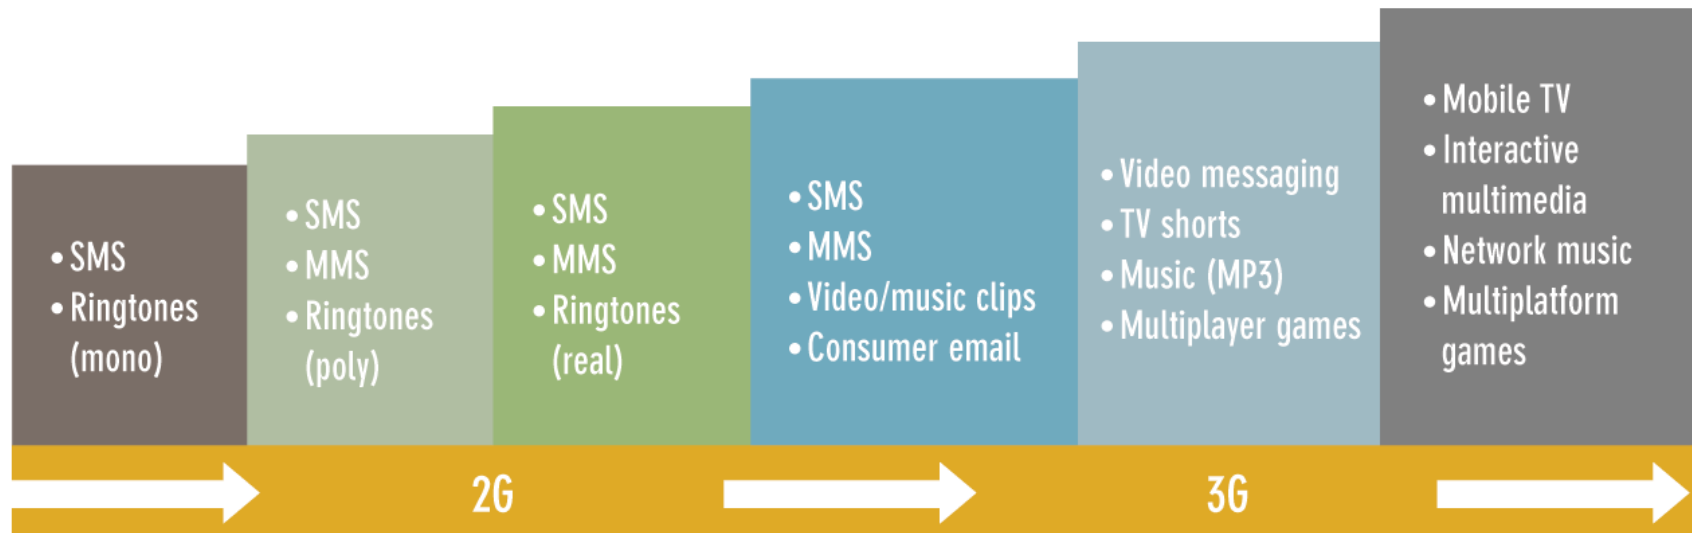 • SMS
• Ringtones
(mono)
• SMS
• MMS
• Ringtones
(poly)
• SMS
• MMS
• Ringtones
(real)
• SMS
• MMS
• Video/music clips
• Consumer email
• Video messaging
• TV shorts
• Music (MP3)
• Multiplayer games
• Mobile TV
• Interactive
multimedia
• Network music
• Multiplatform
games
2G
3G